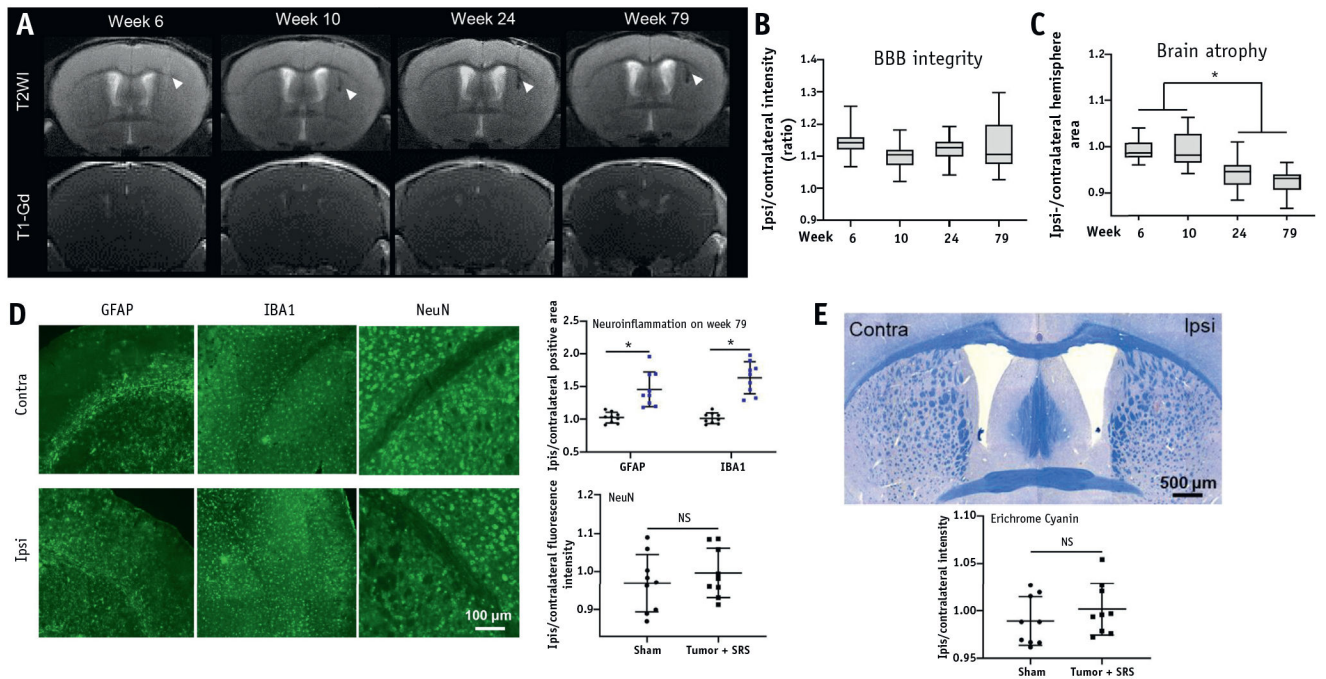 A
Week 6
Week 10
Week 24
Week 79
T2WI
T1-Gd
B
BBB integrity
Ipsi/contralateral intensity
(ratio)
1.4
1.3
1.2
1.1
1.0
0.9
Week
6
10
24
79
C
Brain atrophy
Ipsi-/contralateral hemisphere
area
1.2
1.1
1.0
0.9
*
Week
6
10
24
79
D
GFAP
IBA1
NeuN
Contra
Ipsi
100 µm
Neuroinflammation on week 79
Ipis/contralateral positive area
2.5
2.0
1.5
1.0
0.5
*
*
GFAP
IBA1
NeuN
Ipis/contralateral fluorescence
intensity
1.2
1.1
1.0
0.9
NS
Sham
Tumor + SRS
E
Contra
Ipsi
500 µm
Erichrome Cyanin
Ipis/contralateral intensity
1.10
1.05
1.00
0.95
NS
Sham
Tumor + SRS